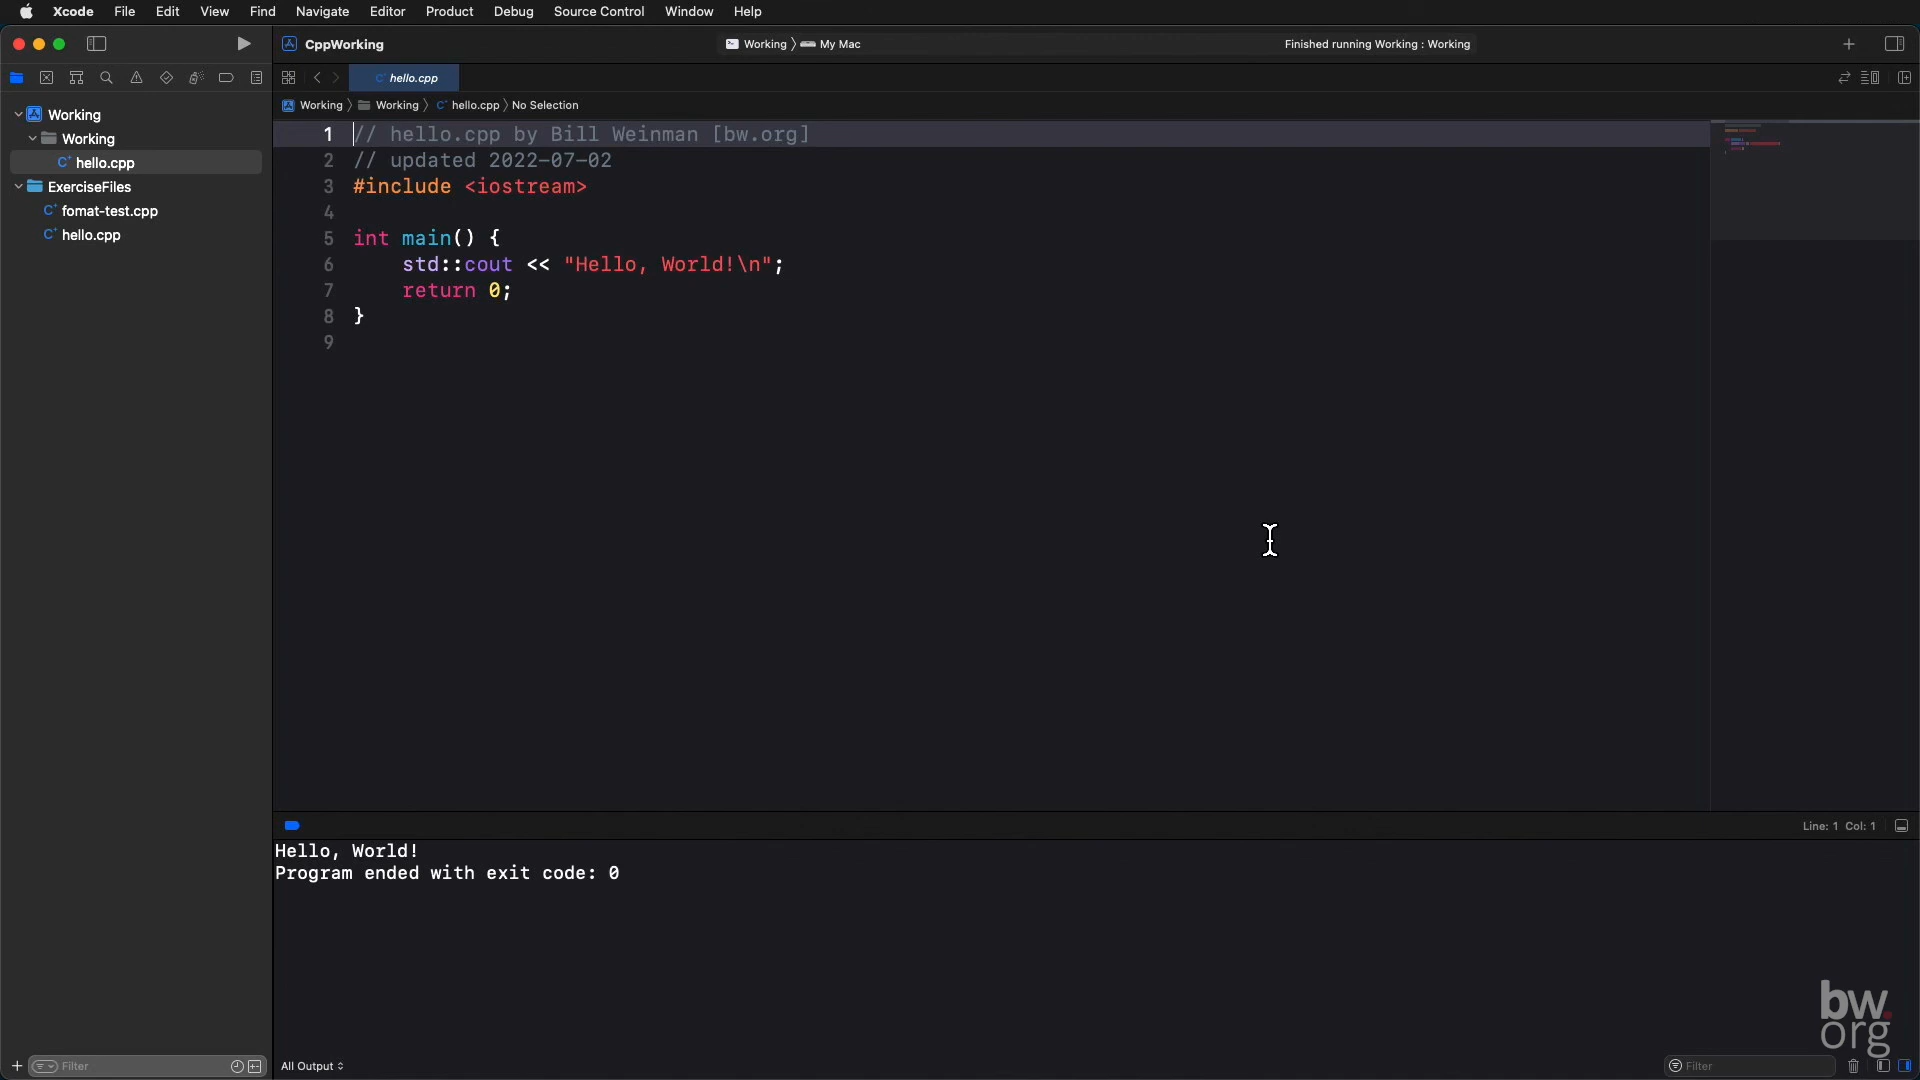 Xcode File Edit View Find Navigate Editor Product Debug Source Control Window Help
CppWorking
Working My Mac
Finished running Working : Working
hello.cpp
Working Working hello.cpp No Selection
Working
Working
hello.cpp
ExerciseFiles
fomat-test.cpp
hello.cpp
1 // hello.cpp by Bill Weinman [bw.org]
2 // updated 2022-07-02
3 #include <iostream>
4
5 int main() {
6 std::cout << "Hello, World!\n";
7 return 0;
8 }
9
Line: 1 Col: 1
Hello, World!
Program ended with exit code: 0
bw.
org
Filter
All Output
Filter